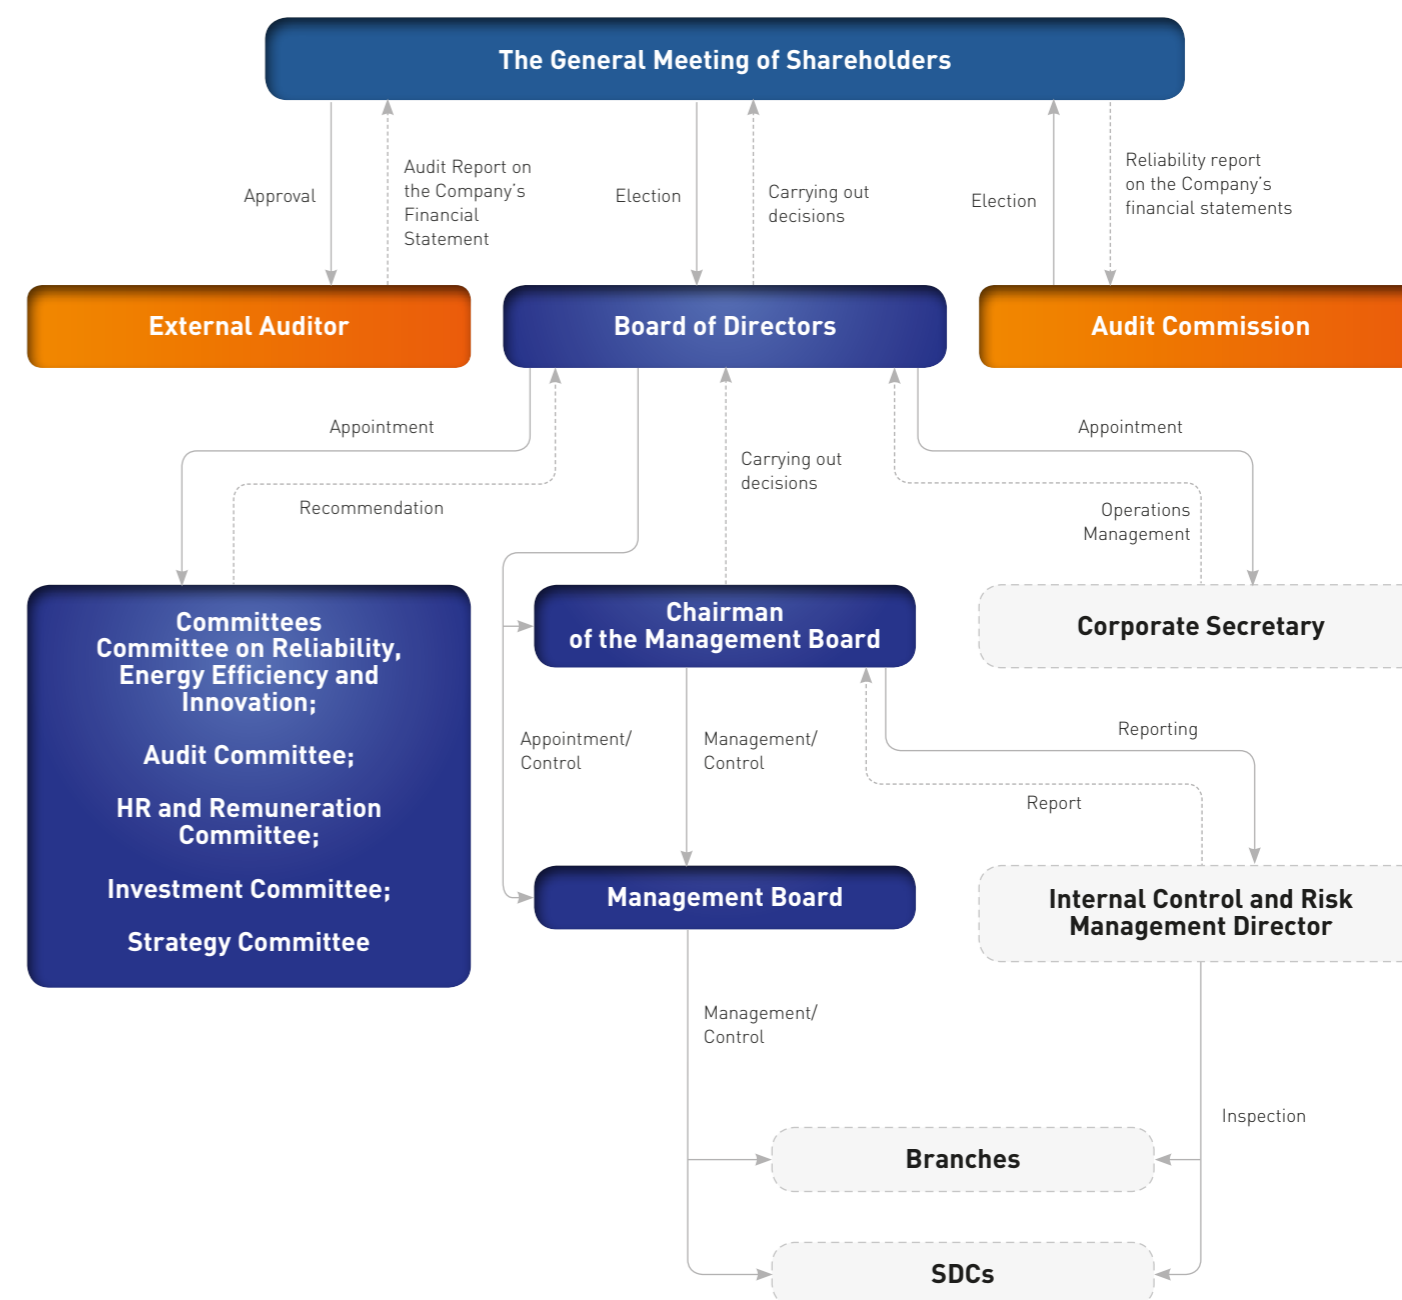 The General Meeting of Shareholders
Approval
Audit Report on
the Company's
Financial
Statement
Election
Carrying out
decisions
Election
Reliability report
on the Company's
financial statements
External Auditor
Board of Directors
Audit Commission
Appointment
Recommendation
Carrying out
decisions
Appointment
Operations
Management
Committees
Committee on Reliability,
Energy Efficiency and
Innovation;
Audit Committee;
HR and Remuneration
Committee;
Investment Committee;
Strategy Committee
Chairman
of the Management Board
Corporate Secretary
Appointment/
Control
Management/
Control
Reporting
Report
Management Board
Internal Control and Risk
Management Director
Management/
Control
Inspection
Branches
SDCs